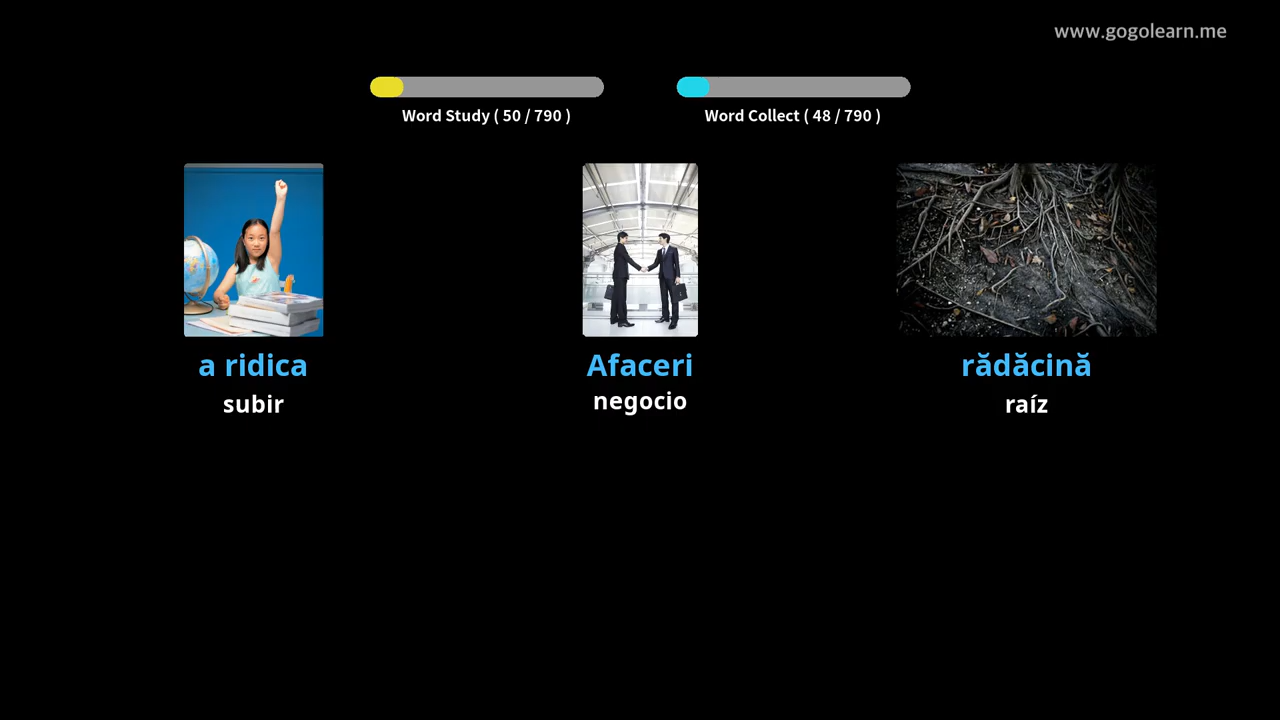 www.gogolearn.me
Word Study ( 50 / 790 )
Word Collect ( 48 / 790 )
a ridica
subir
Afaceri
negocio
rădăcină
raíz